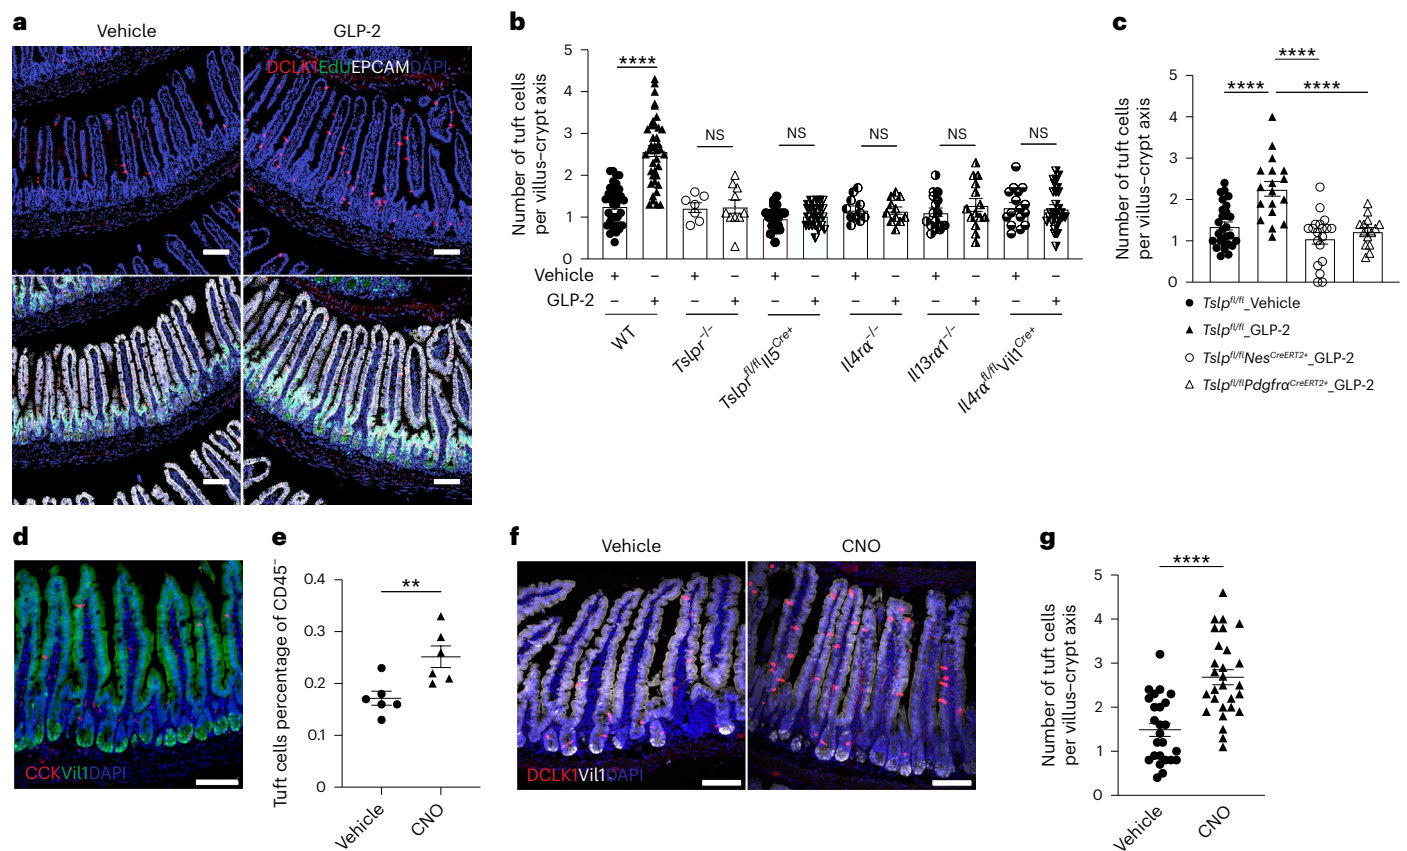 a
Vehicle
GLP-2
DCLK1EdUEPCAMDAPI
b
Number of tuft cells
per villus–crypt axis
5
4
3
2
1
0
****
NS
NS
NS
NS
NS
Vehicle + – + – + – + – + – + –
GLP-2 – + – + – + – + – + – +
WT
Tslpr–/–
Tslprfl/flIl5Cre+
Il4rα–/–
Il13rα1–/–
Il4rαfl/flVil1Cre+
c
Number of tuft cells
per villus–crypt axis
5
4
3
2
1
0
****
****
****
Tslpfl/fl_Vehicle
Tslpfl/fl_GLP-2
Tslpfl/flNesCreERT2+_GLP-2
Tslpfl/flPdgfrαCreERT2+_GLP-2
d
CCKVil1DAPI
e
Tuft cells percentage of CD45–
0.4
0.3
0.2
0.1
0
**
Vehicle
CNO
f
Vehicle
CNO
DCLK1Vil1DAPI
g
Number of tuft cells
per villus–crypt axis
5
4
3
2
1
0
****
Vehicle
CNO